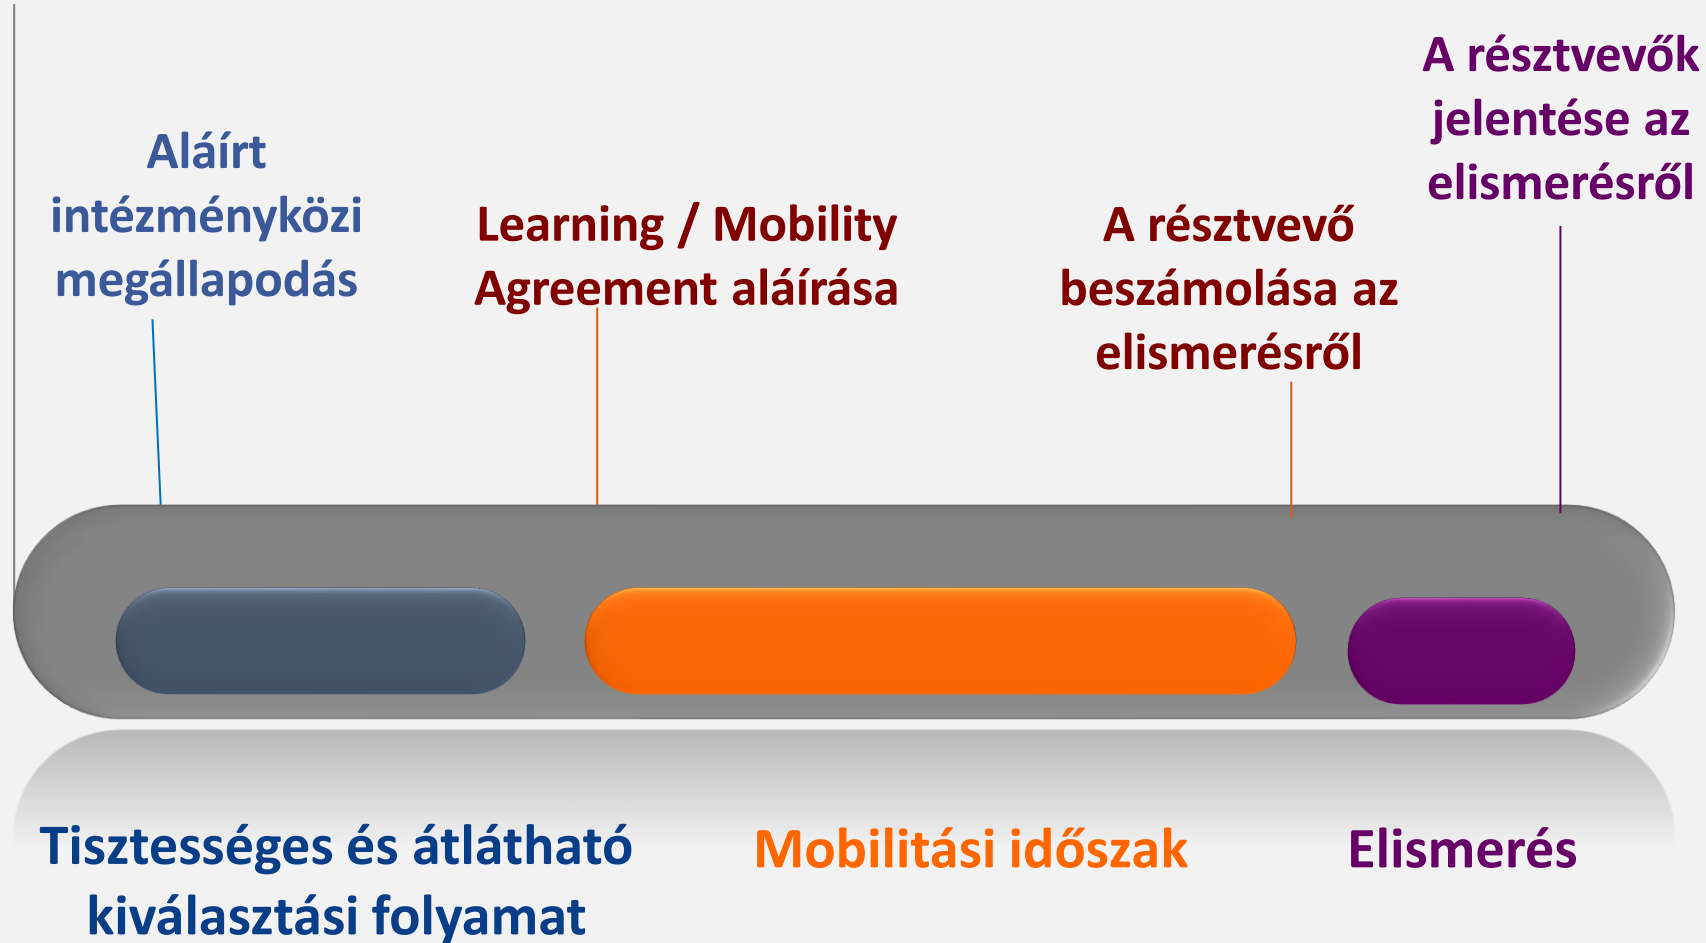 Aláírt
intézményközi
megállapodás
Learning / Mobility
Agreement aláírása
A résztvevő
beszámolása az
elismerésről
A résztvevők
jelentése az
elismerésről
Tisztességes és átlátható
kiválasztási folyamat
Mobilitási időszak
Elismerés